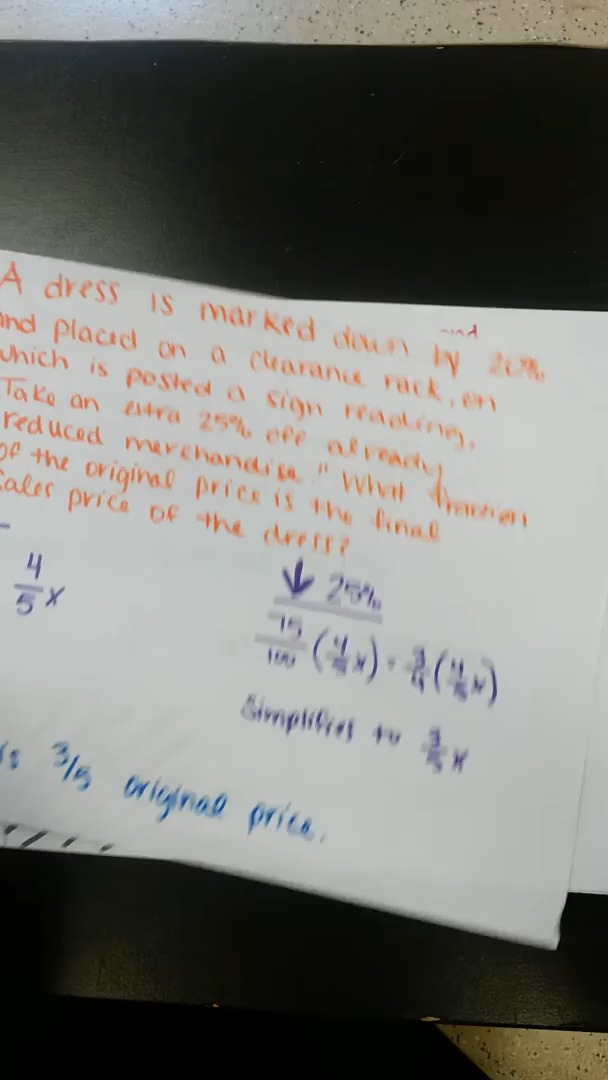 A dress is marked down by 20%
and
and placed on a clearance rack, on
which is posted a sign reading,
Take an extra 25% off already
reduced merchandise." What fraction
of the original price is the final
sales price of the dress?
4/5 x
↓ 25%
75/100 (4/5 x) = 3/4 (4/5 x)
Simplifies to 3/5 x
is 3/5 original price.